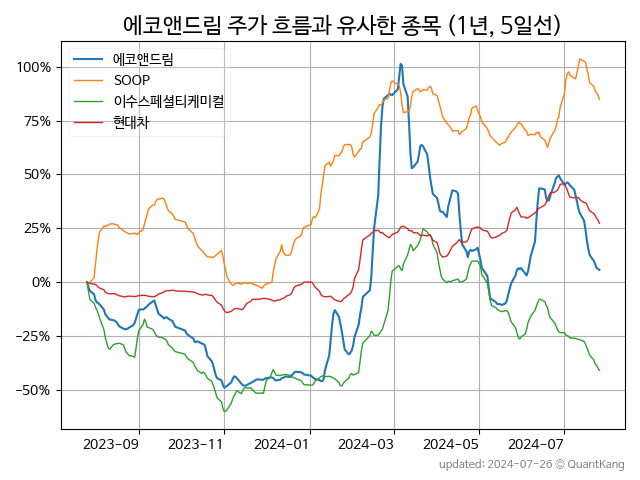 에코앤드림 주가 흐름과 유사한 종목 (1년, 5일선)
에코앤드림
SOOP
이수스페셜티케미컬
현대차
100%
75%
50%
25%
0%
−25%
−50%
2023-09 2023-11 2024-01 2024-03 2024-05 2024-07
updated: 2024-07-26 © QuantKang